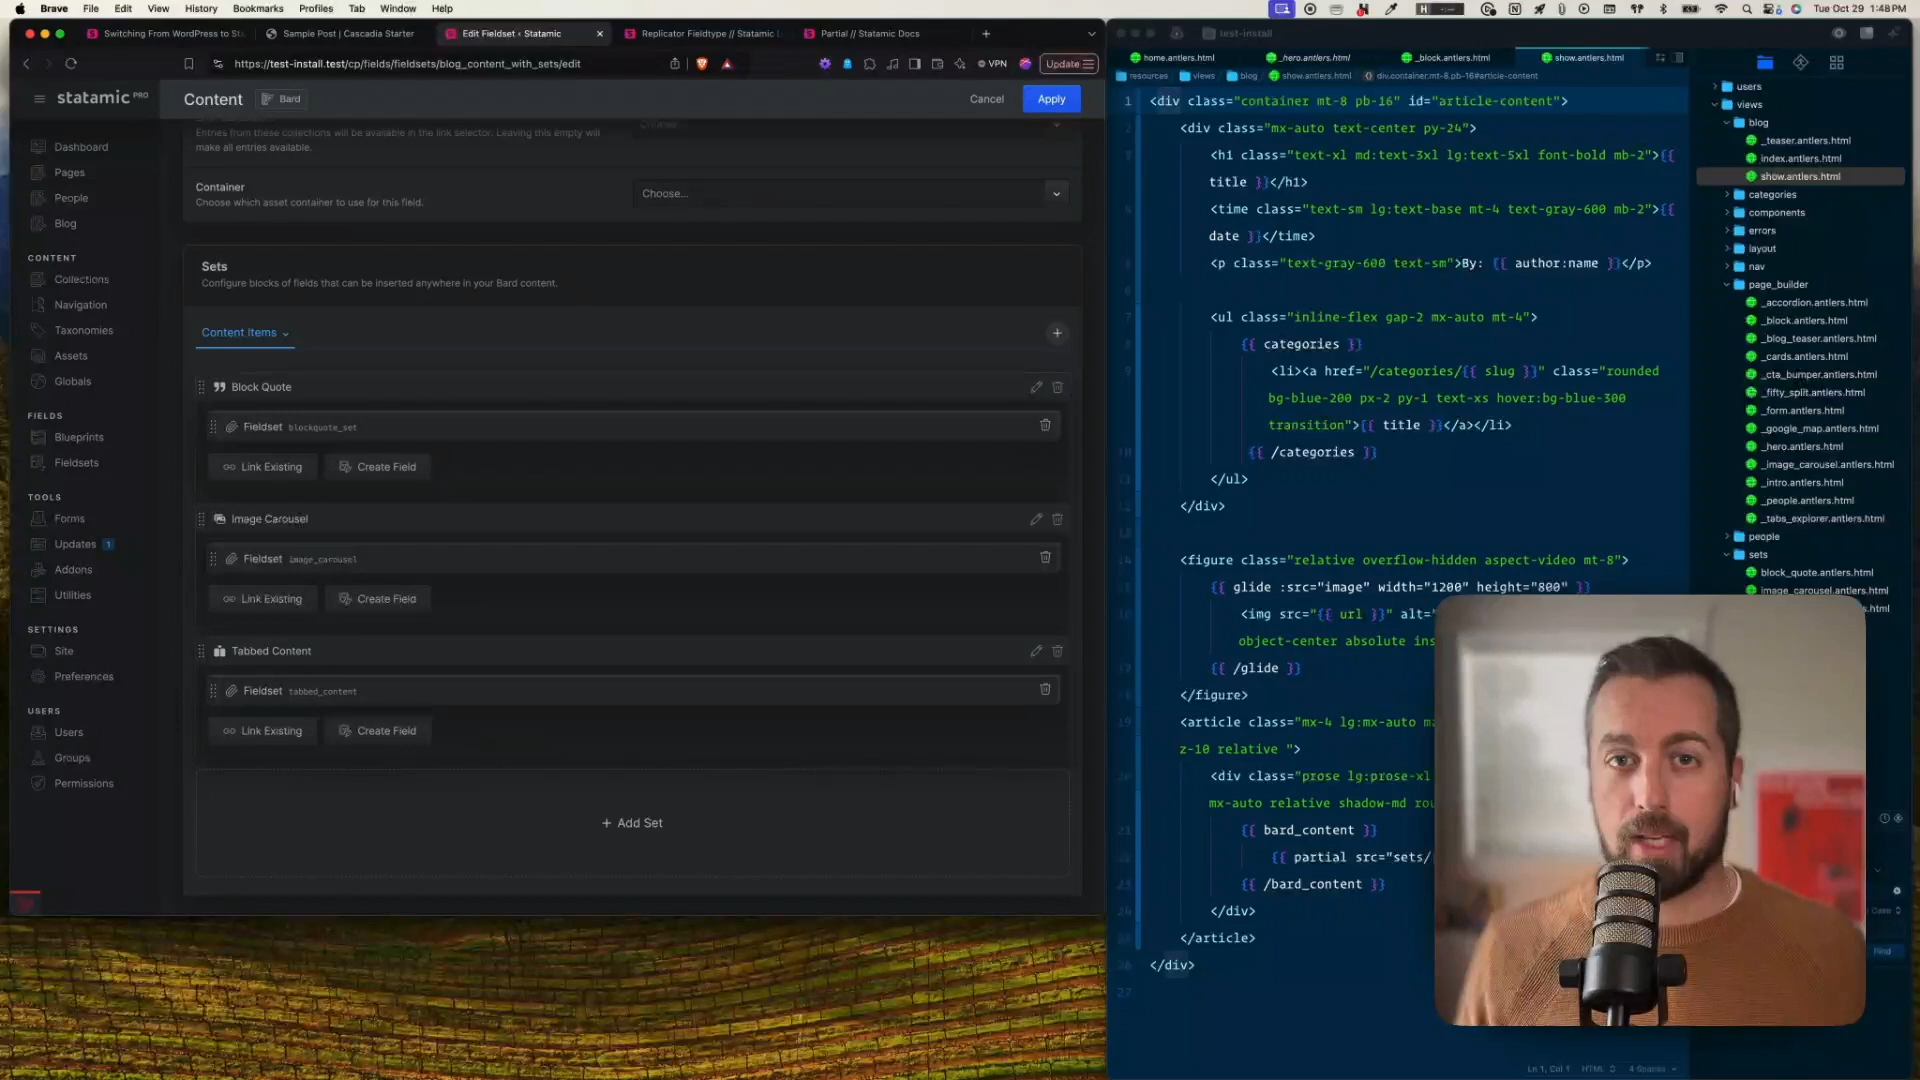 Brave File Edit View History Bookmarks Profiles Tab Window Help
Tue Oct 29 1:48 PM
Switching From WordPress to Sta
Sample Post | Cascadia Starter
Edit Fieldset ‹ Statamic
Replicator Fieldtype // Statamic
Partial // Statamic Docs
https://test-install.test/cp/fields/fieldsets/blog_content_with_sets/edit
VPN
Update
statamic PRO
Content
Bard
Cancel
Apply
Dashboard
Pages
People
Blog
CONTENT
Collections
Navigation
Taxonomies
Assets
Globals
FIELDS
Blueprints
Fieldsets
TOOLS
Forms
Updates 1
Addons
Utilities
SETTINGS
Site
Preferences
USERS
Users
Groups
Permissions
Entries from these collections will be available in the link selector. Leaving this empty will
make all entries available.
Container
Choose which asset container to use for this field.
Choose...
Sets
Configure blocks of fields that can be inserted anywhere in your Bard content.
Content Items
Block Quote
Fieldset blockquote_set
Link Existing
Create Field
Image Carousel
Fieldset image_carousel
Link Existing
Create Field
Tabbed Content
Fieldset tabbed_content
Link Existing
Create Field
+ Add Set
test-install
home.antlers.html
_hero.antlers.html
_block.antlers.html
show.antlers.html
resources views blog show.antlers.html div.container.mt-8.pb-16#article-content
1 <div class="container mt-8 pb-16" id="article-content">
<div class="mx-auto text-center py-24">
<h1 class="text-xl md:text-3xl lg:text-5xl font-bold mb-2">{{
title }}</h1>
<time class="text-sm lg:text-base mt-4 text-gray-600 mb-2">{{
date }}</time>
<p class="text-gray-600 text-sm">By: {{ author:name }}</p>
<ul class="inline-flex gap-2 mx-auto mt-4">
{{ categories }}
<li><a href="/categories/{{ slug }}" class="rounded
bg-blue-200 px-2 py-1 text-xs hover:bg-blue-300
transition">{{ title }}</a></li>
{{ /categories }}
</ul>
</div>
<figure class="relative overflow-hidden aspect-video mt-8">
{{ glide :src="image" width="1200" height="800" }}
<img src="{{ url }}" alt="
object-center absolute ins
{{ /glide }}
</figure>
<article class="mx-4 lg:mx-auto ma
z-10 relative ">
<div class="prose lg:prose-xl
mx-auto relative shadow-md rou
{{ bard_content }}
{{ partial src="sets/
{{ /bard_content }}
</div>
</article>
</div>
27
users
views
blog
_teaser.antlers.html
index.antlers.html
show.antlers.html
categories
components
errors
layout
nav
page_builder
_accordion.antlers.html
_block.antlers.html
_blog_teaser.antlers.html
_cards.antlers.html
_cta_bumper.antlers.html
_fifty_split.antlers.html
_form.antlers.html
_google_map.antlers.html
_hero.antlers.html
_image_carousel.antlers.html
_intro.antlers.html
_people.antlers.html
_tabs_explorer.antlers.html
people
sets
block_quote.antlers.html
image_carousel.antlers.html
Case
Find
Ln 1, Col 1 HTML 4 Spaces